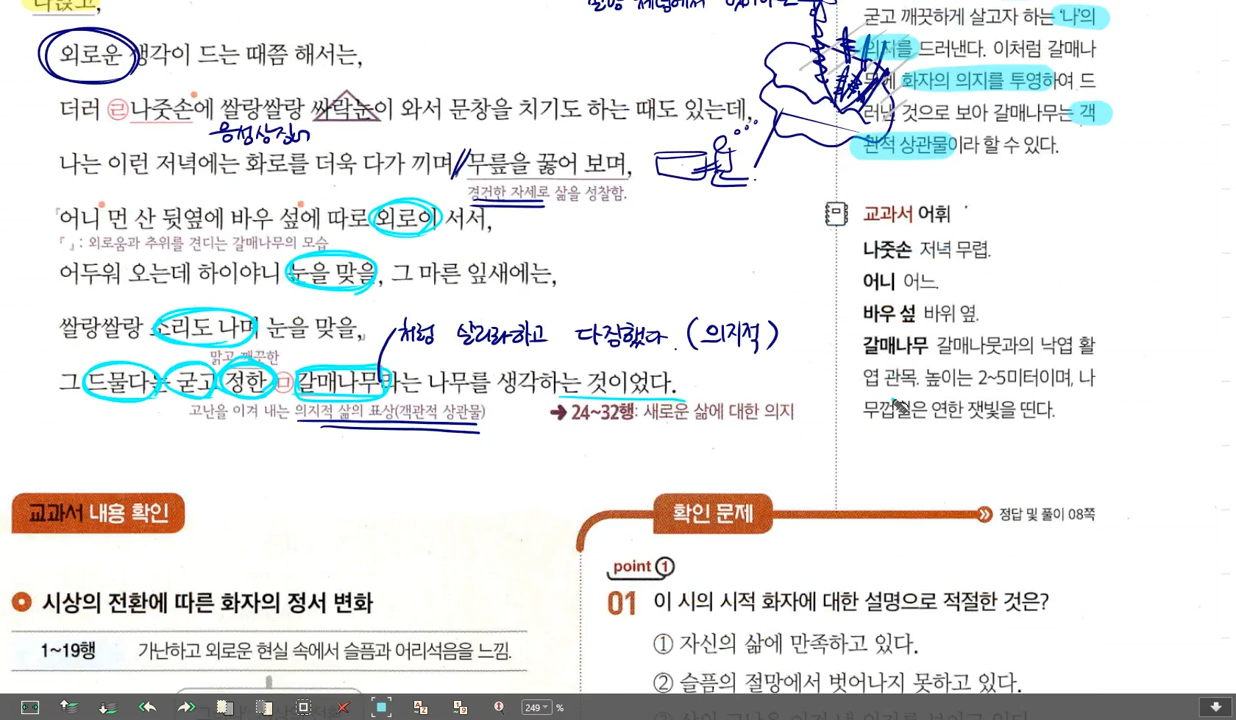 나줏고,
외로운 생각이 드는 때쯤 해서는,
더러 ㉣나줏손에 쌀랑쌀랑 싸락눈이 와서 문창을 치기도 하는 때도 있는데,
음성상징어
나는 이런 저녁에는 화로를 더욱 다가 끼며, 무릎을 꿇어 보며,
경건한 자세로 삶을 성찰함.
『어니 먼 산 뒷옆에 바우 섶에 따로 외로이 서서,
『 』: 외로움과 추위를 견디는 갈매나무의 모습
어두워 오는데 하이야니 눈을 맞을, 그 마른 잎새에는,
쌀랑쌀랑 소리도 나며 눈을 맞을,』
처럼 살리라하고 다짐했다. (의지적)
맑고 깨끗한
그 드물다는 굳고 정한 ㉤갈매나무라는 나무를 생각하는 것이었다.
고난을 이겨 내는 의지적 삶의 표상(객관적 상관물)
➔ 24~32행: 새로운 삶에 대한 의지
굳고 깨끗하게 살고자 하는 '나'의
의지를 드러낸다. 이처럼 갈매나
무에 화자의 의지를 투영하여 드
러낸 것으로 보아 갈매나무는 객
관적 상관물이라 할 수 있다.
교과서 어휘
나줏손 저녁 무렵.
어니 어느.
바우 섶 바위 옆.
갈매나무 갈매나뭇과의 낙엽 활
엽 관목. 높이는 2~5미터이며, 나
무껍질은 연한 잿빛을 띤다.
교과서 내용 확인
시상의 전환에 따른 화자의 정서 변화
1~19행 가난하고 외로운 현실 속에서 슬픔과 어리석음을 느낌.
확인 문제
정답 및 풀이 08쪽
point 1
01 이 시의 시적 화자에 대한 설명으로 적절한 것은?
① 자신의 삶에 만족하고 있다.
② 슬픔의 절망에서 벗어나지 못하고 있다.
249 %